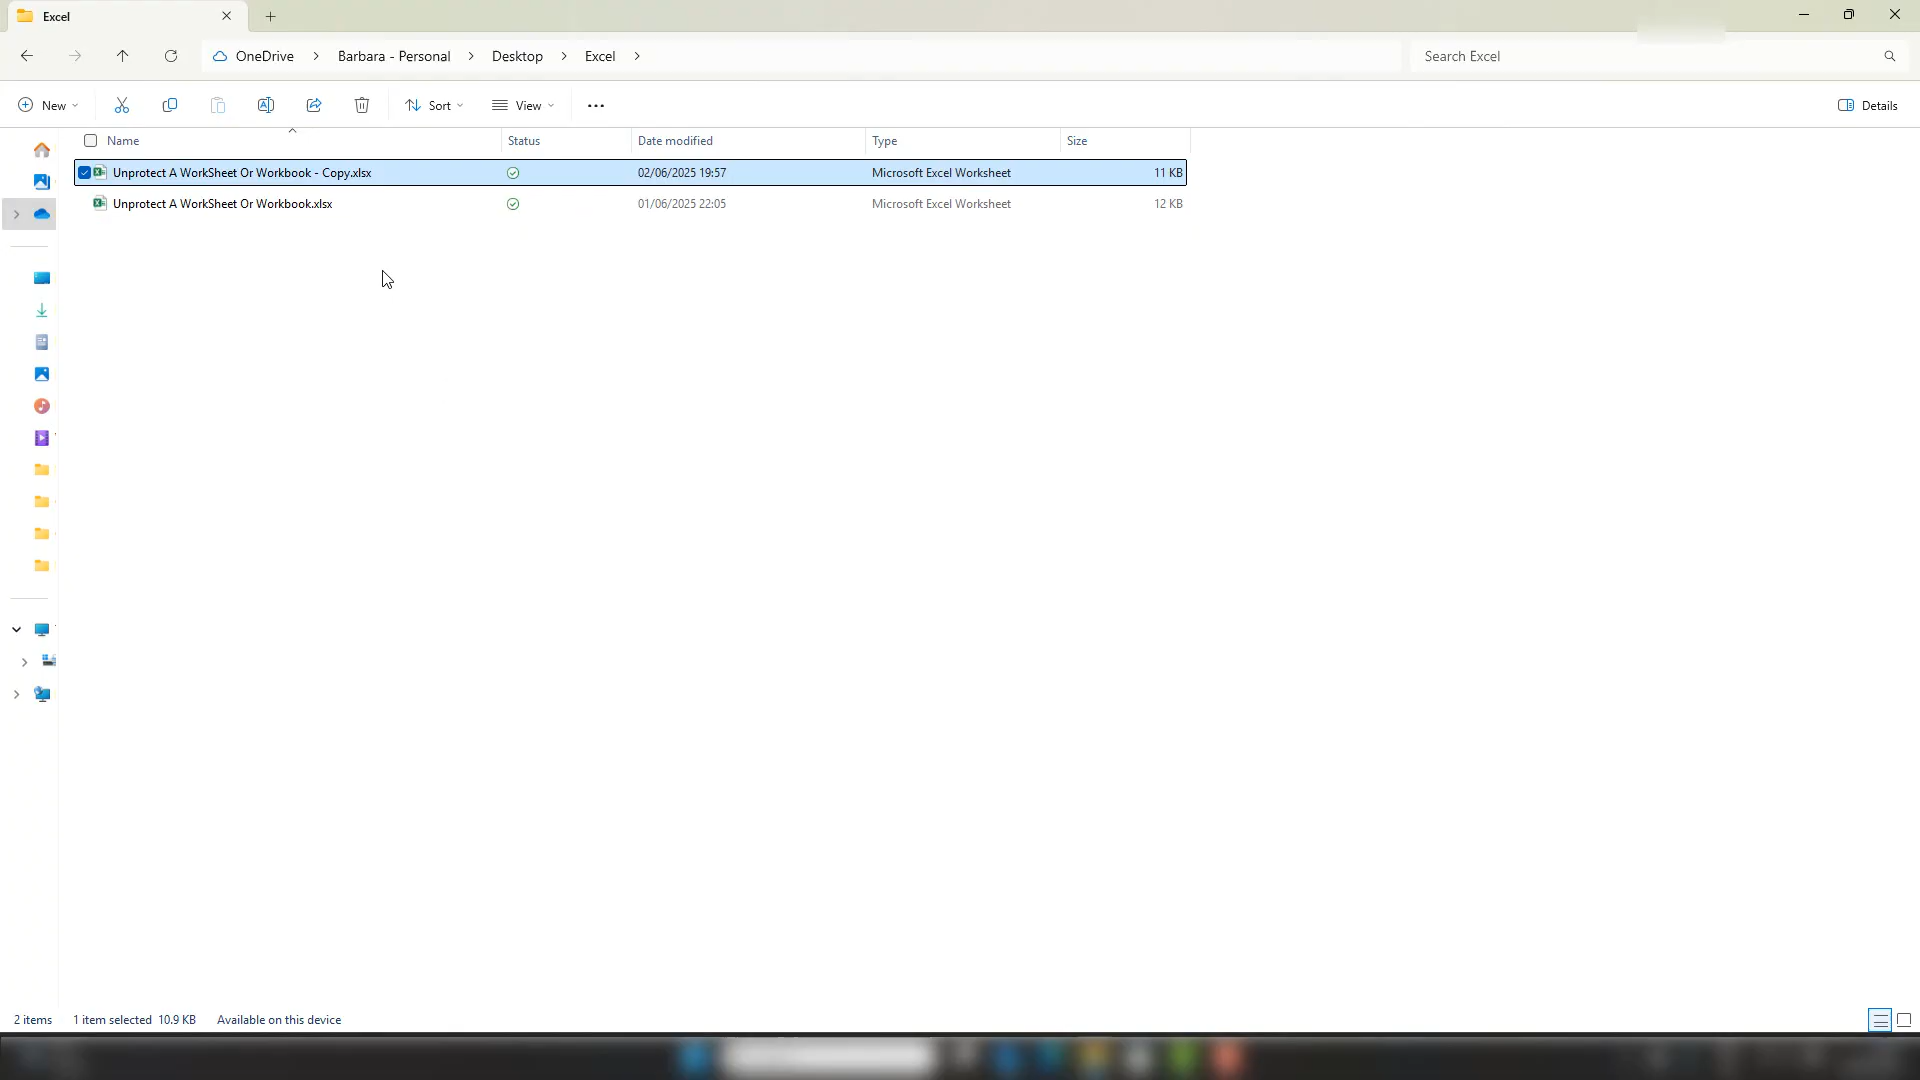 Excel
OneDrive > Barbara - Personal > Desktop > Excel >
Search Excel
New
Sort
View
Details
Name Status Date modified Type Size
Unprotect A WorkSheet Or Workbook - Copy.xlsx 02/06/2025 19:57 Microsoft Excel Worksheet 11 KB
Unprotect A WorkSheet Or Workbook.xlsx 01/06/2025 22:05 Microsoft Excel Worksheet 12 KB
2 items 1 item selected 10.9 KB Available on this device